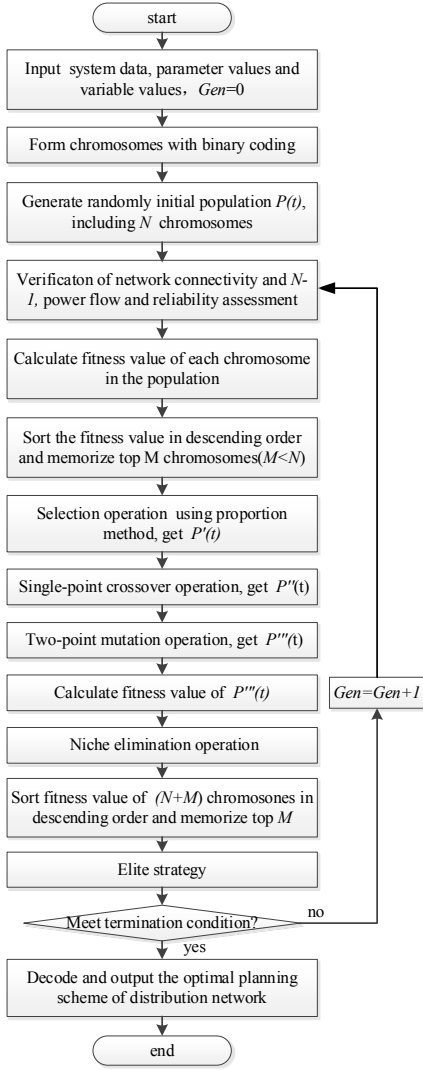 start
Input system data, parameter values and
variable values，Gen=0
Form chromosomes with binary coding
Generate randomly initial population P(t),
including N chromosomes
Verificaton of network connectivity and N-
1, power flow and reliability assessment
Calculate fitness value of each chromosome
in the population
Sort the fitness value in descending order
and memorize top M chromosomes(M<N)
Selection operation using proportion
method, get P'(t)
Single-point crossover operation, get P''(t)
Two-point mutation operation, get P'''(t)
Calculate fitness value of P'''(t)
Gen=Gen+1
Niche elimination operation
Sort fitness value of (N+M) chromosones in
descending order and memorize top M
Elite strategy
Meet termination condition?
no
yes
Decode and output the optimal planning
scheme of distribution network
end